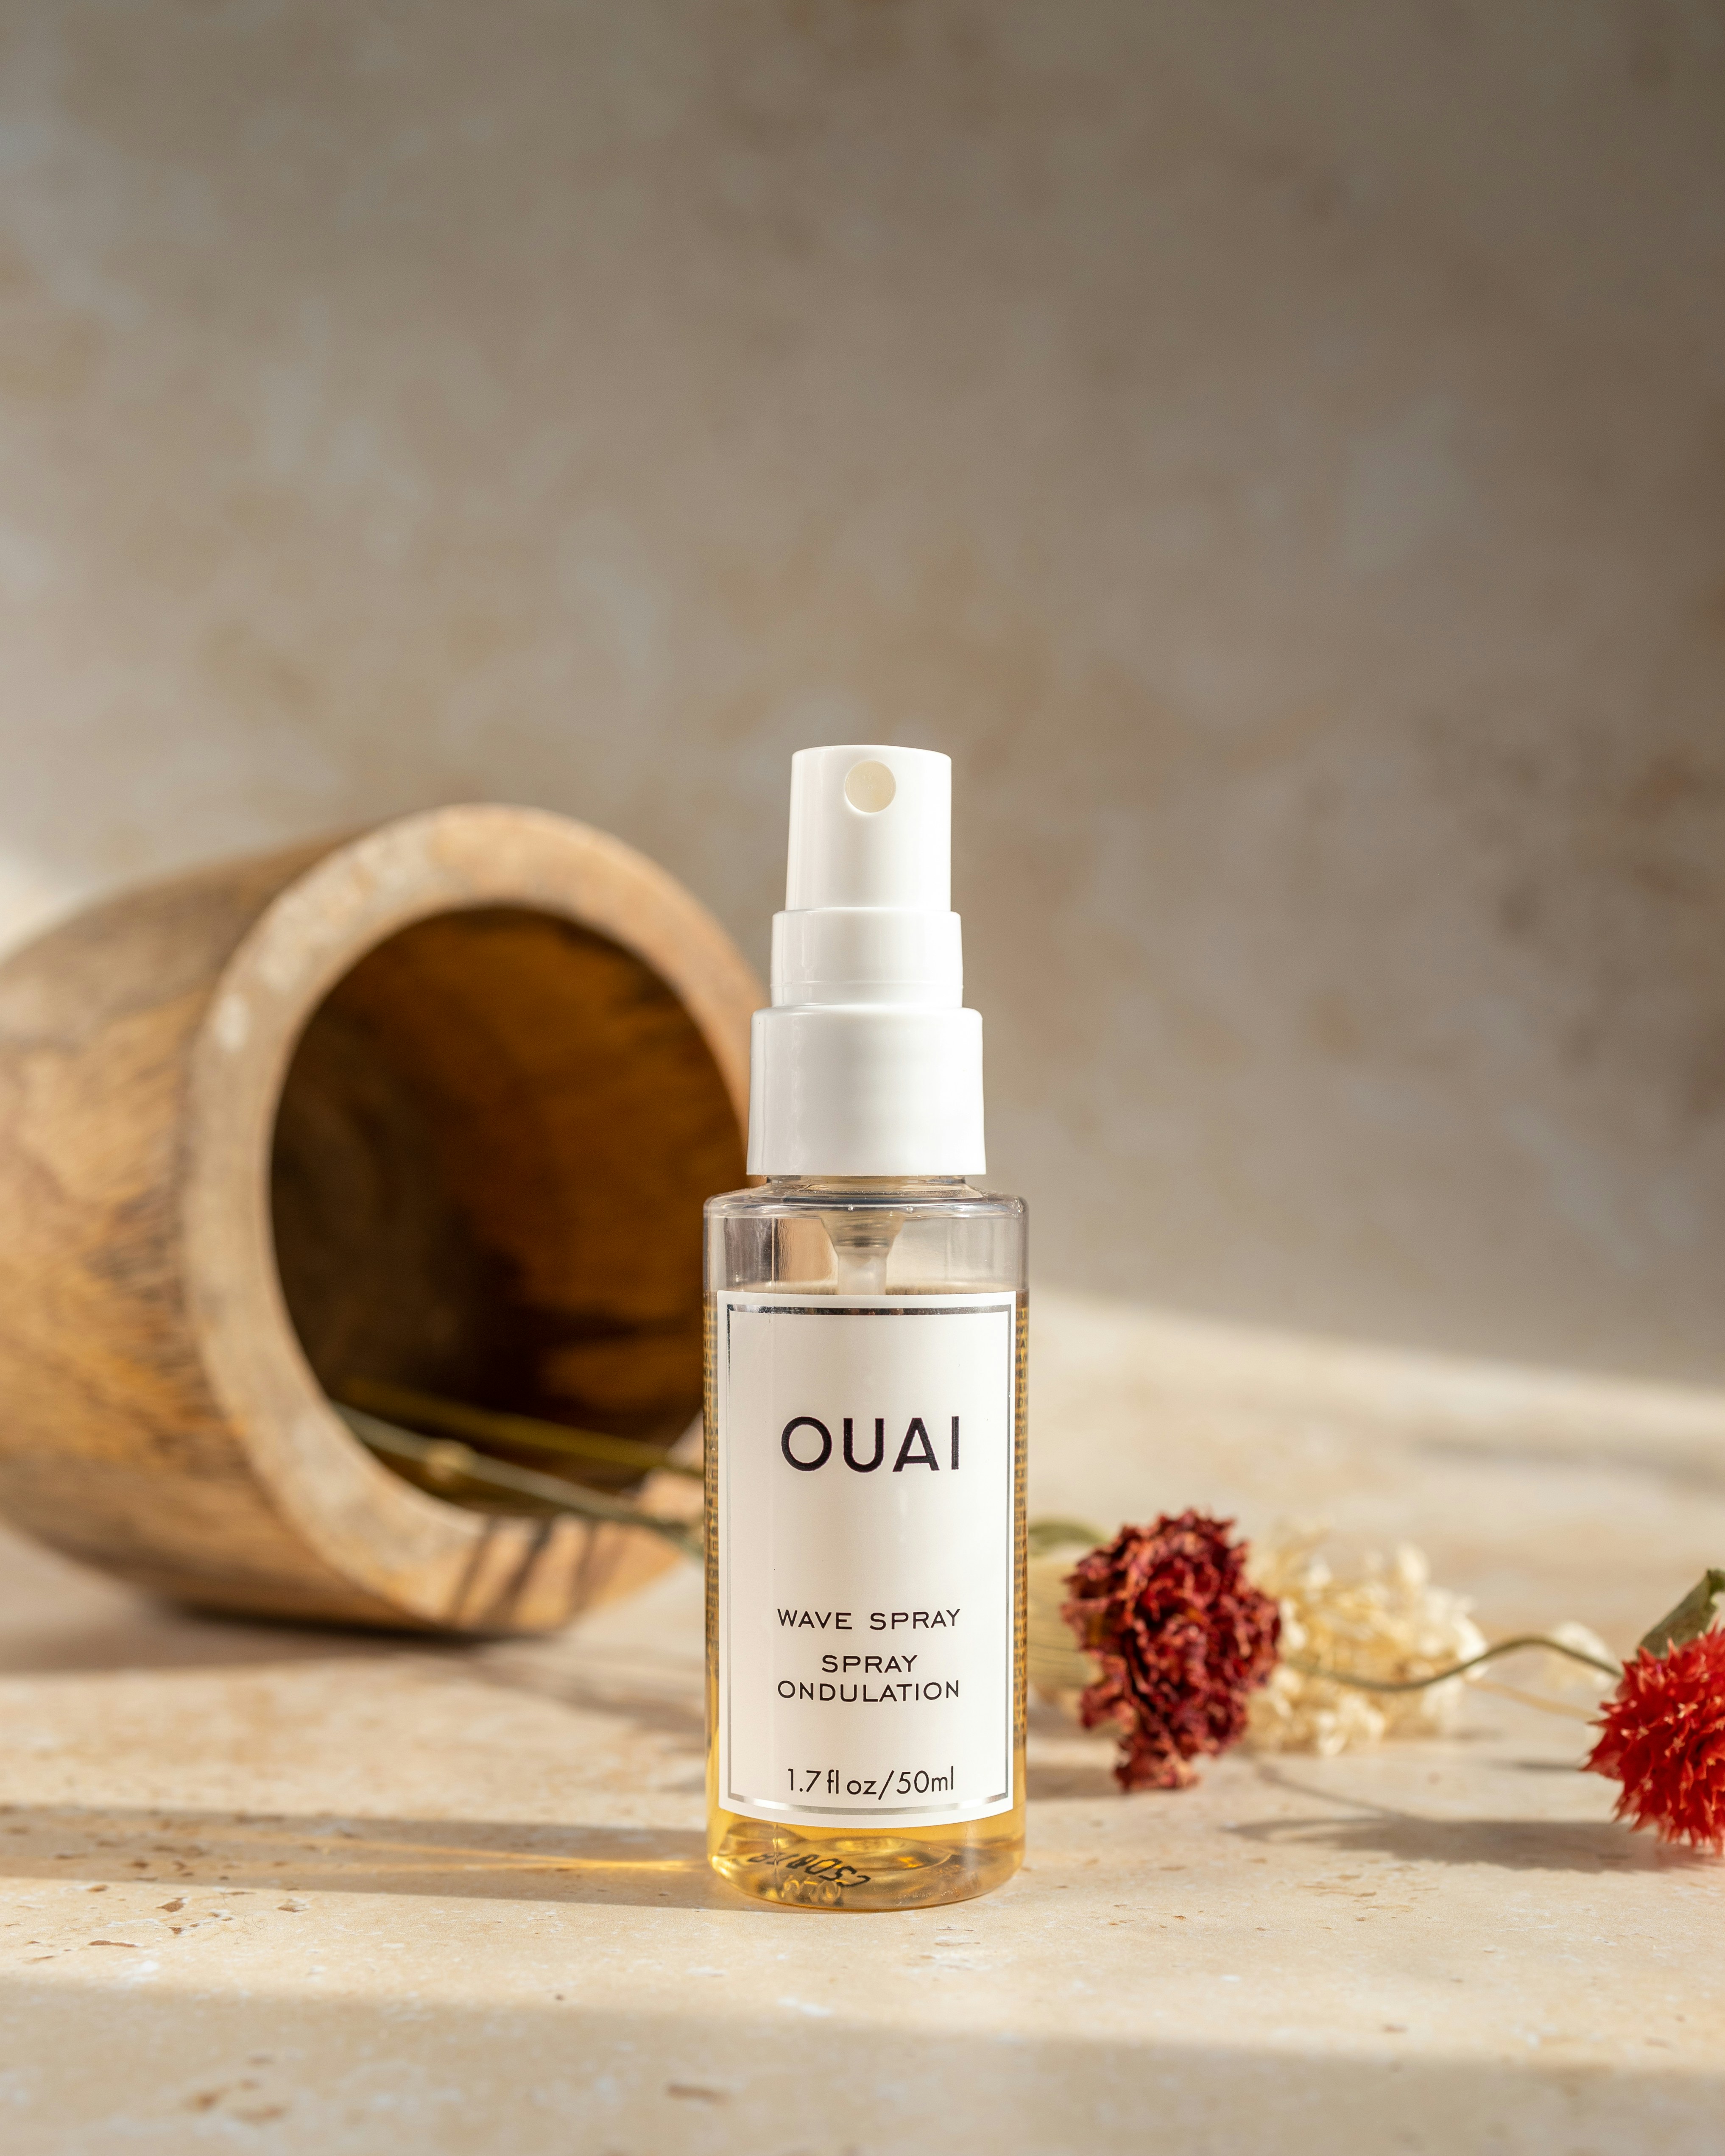 OUAI
WAVE SPRAY
SPRAY
ONDULATION
1.7 fl oz/50ml